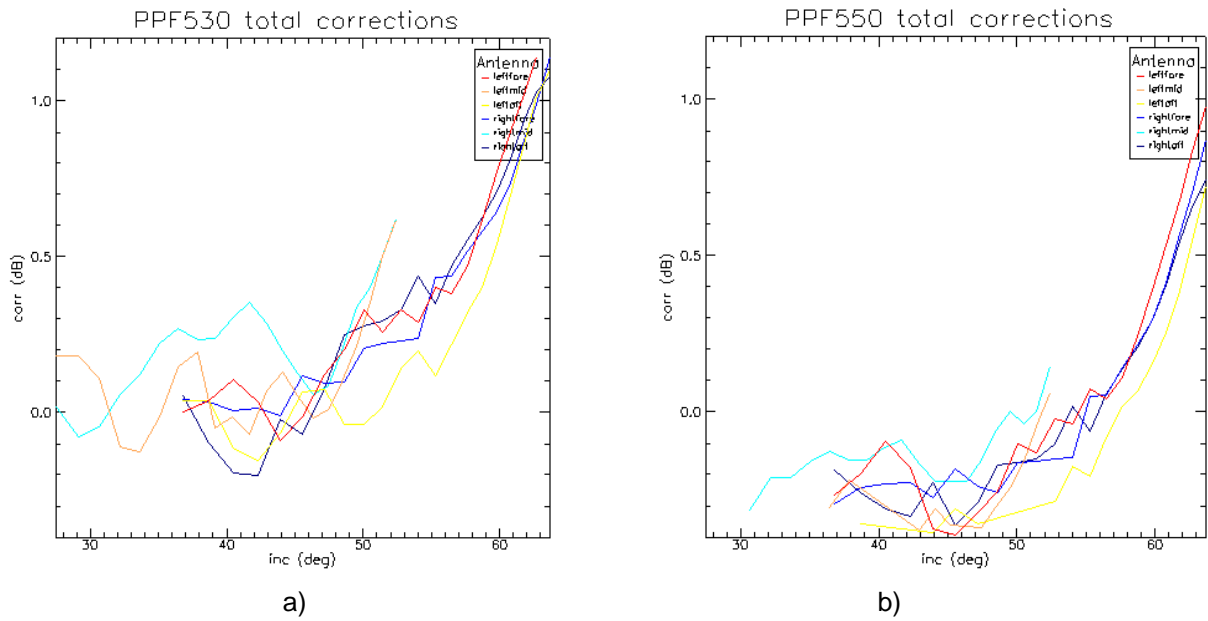 PPF530 total corrections
1.0
0.5
0.0
corr (dB)
30
40
50
60
inc (deg)
Antenna
leftfore
leftmid
leftaft
rightfore
rightmid
rightaft
a)
PPF550 total corrections
1.0
0.5
0.0
corr (dB)
30
40
50
60
inc (deg)
Antenna
leftfore
leftmid
leftaft
rightfore
rightmid
rightaft
b)